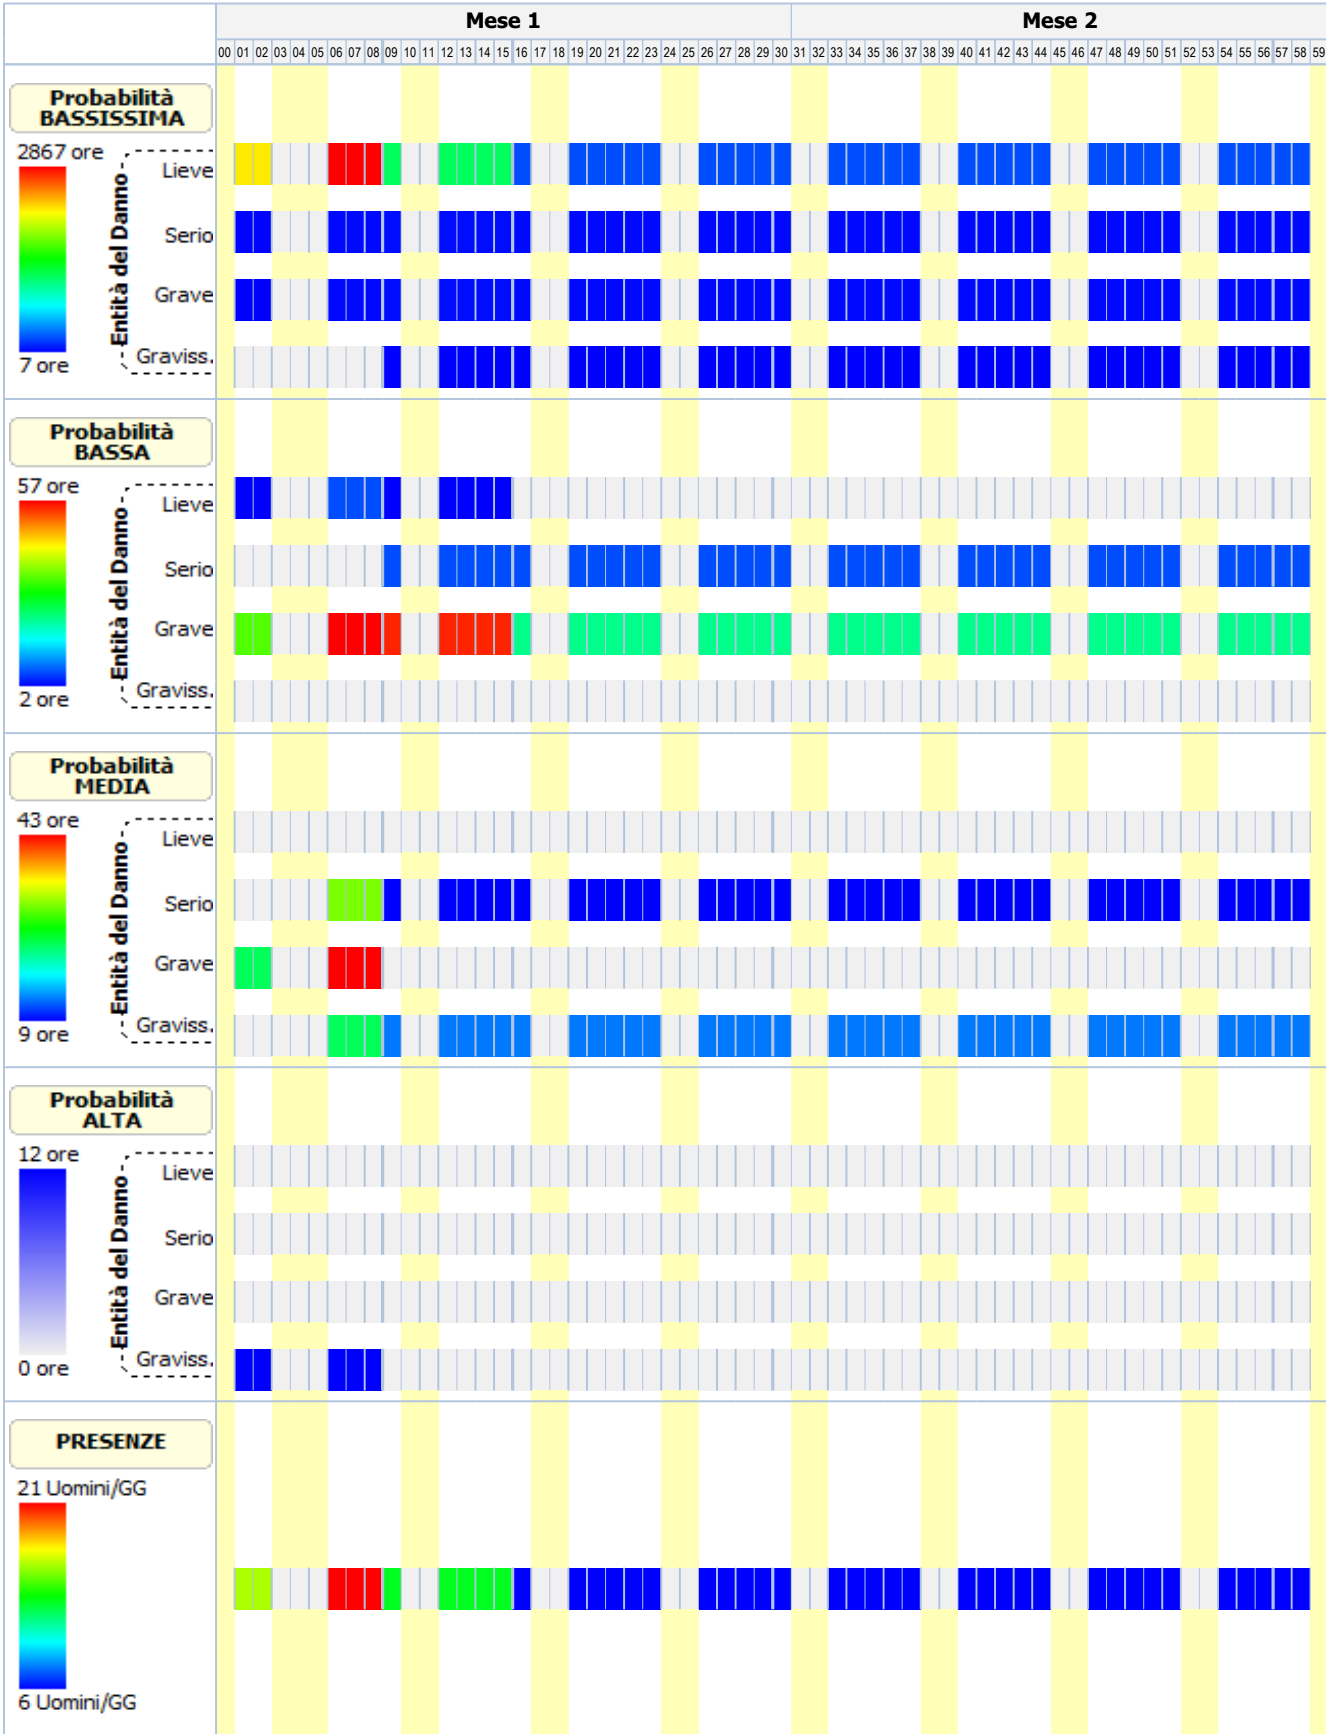 Mese 1 Mese 2
00 01 02 03 04 05 06 07 08 09 10 11 12 13 14 15 16 17 18 19 20 21 22 23 24 25 26 27 28 29 30 31 32 33 34 35 36 37 38 39 40 41 42 43 44 45 46 47 48 49 50 51 52 53 54 55 56 57 58 59
Probabilità
BASSISSIMA
2867 ore
Entità del Danno
Lieve
Serio
Grave
Graviss.
7 ore
Probabilità
BASSA
57 ore
Entità del Danno
Lieve
Serio
Grave
Graviss.
2 ore
Probabilità
MEDIA
43 ore
Entità del Danno
Lieve
Serio
Grave
Graviss.
9 ore
Probabilità
ALTA
12 ore
Entità del Danno
Lieve
Serio
Grave
Graviss.
0 ore
PRESENZE
21 Uomini/GG
6 Uomini/GG